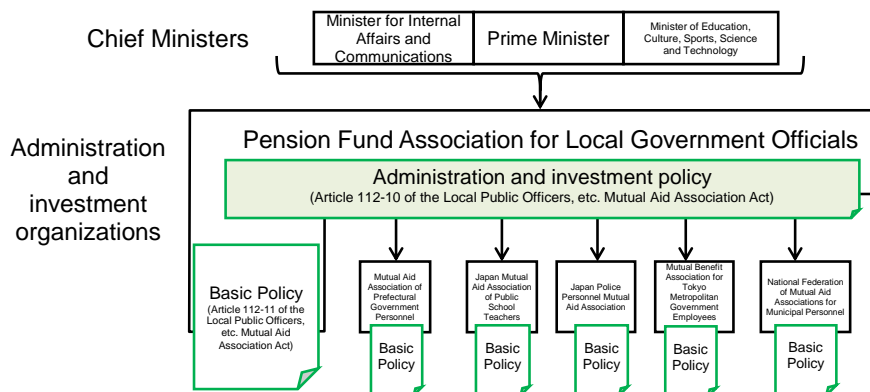 Chief Ministers
Minister for Internal
Affairs and
Communications
Prime Minister
Minister of Education,
Culture, Sports, Science
and Technology
Administration
and
investment
organizations
Pension Fund Association for Local Government Officials
Administration and investment policy
(Article 112-10 of the Local Public Officers, etc. Mutual Aid Association Act)
Basic Policy
(Article 112-11 of the
Local Public Officers,
etc. Mutual Aid
Association Act)
Mutual Aid
Association of
Prefectural
Government
Personnel
Basic
Policy
Japan Mutual
Aid Association
of Public
School
Teachers
Basic
Policy
Japan Police
Personnel Mutual
Aid Association
Basic
Policy
Mutual Benefit
Association for
Tokyo
Metropolitan
Government
Employees
Basic
Policy
National Federation
of Mutual Aid
Associations for
Municipal Personnel
Basic
Policy